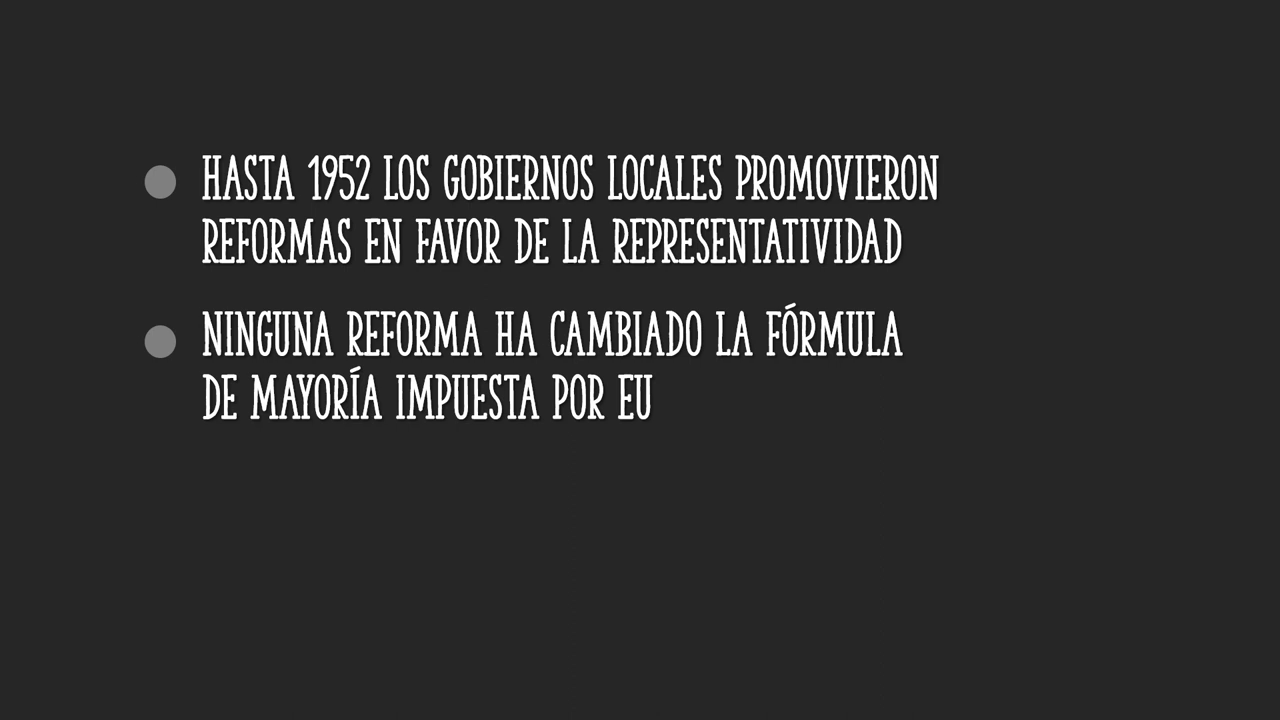 HASTA 1952 LOS GOBIERNOS LOCALES PROMOVIERON
REFORMAS EN FAVOR DE LA REPRESENTATIVIDAD
NINGUNA REFORMA HA CAMBIADO LA FÓRMULA
DE MAYORÍA IMPUESTA POR EU